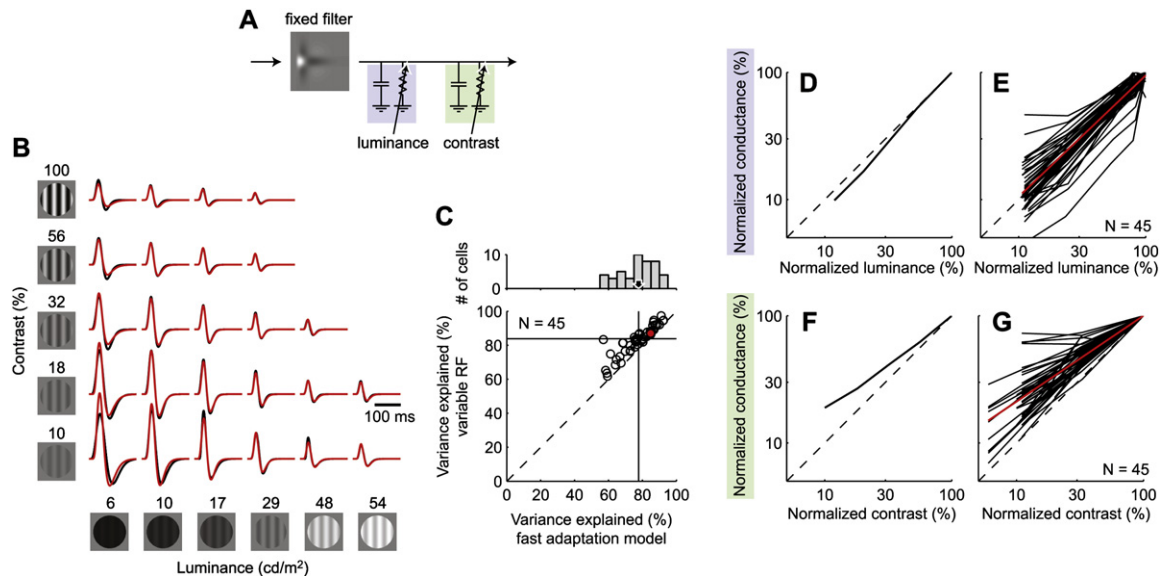 A
fixed filter
luminance
contrast
B
Contrast (%)
100
56
32
18
10
100 ms
6
10
17
29
48
54
Luminance (cd/m²)
C
# of cells
10
0
Variance explained (%)
variable RF
N = 45
100
80
60
40
20
0
0
20
40
60
80
100
Variance explained (%)
fast adaptation model
D
Normalized conductance (%)
100
30
10
10
30
100
Normalized luminance (%)
E
N = 45
10
30
100
Normalized luminance (%)
F
Normalized conductance (%)
100
30
10
10
30
100
Normalized contrast (%)
G
N = 45
10
30
100
Normalized contrast (%)